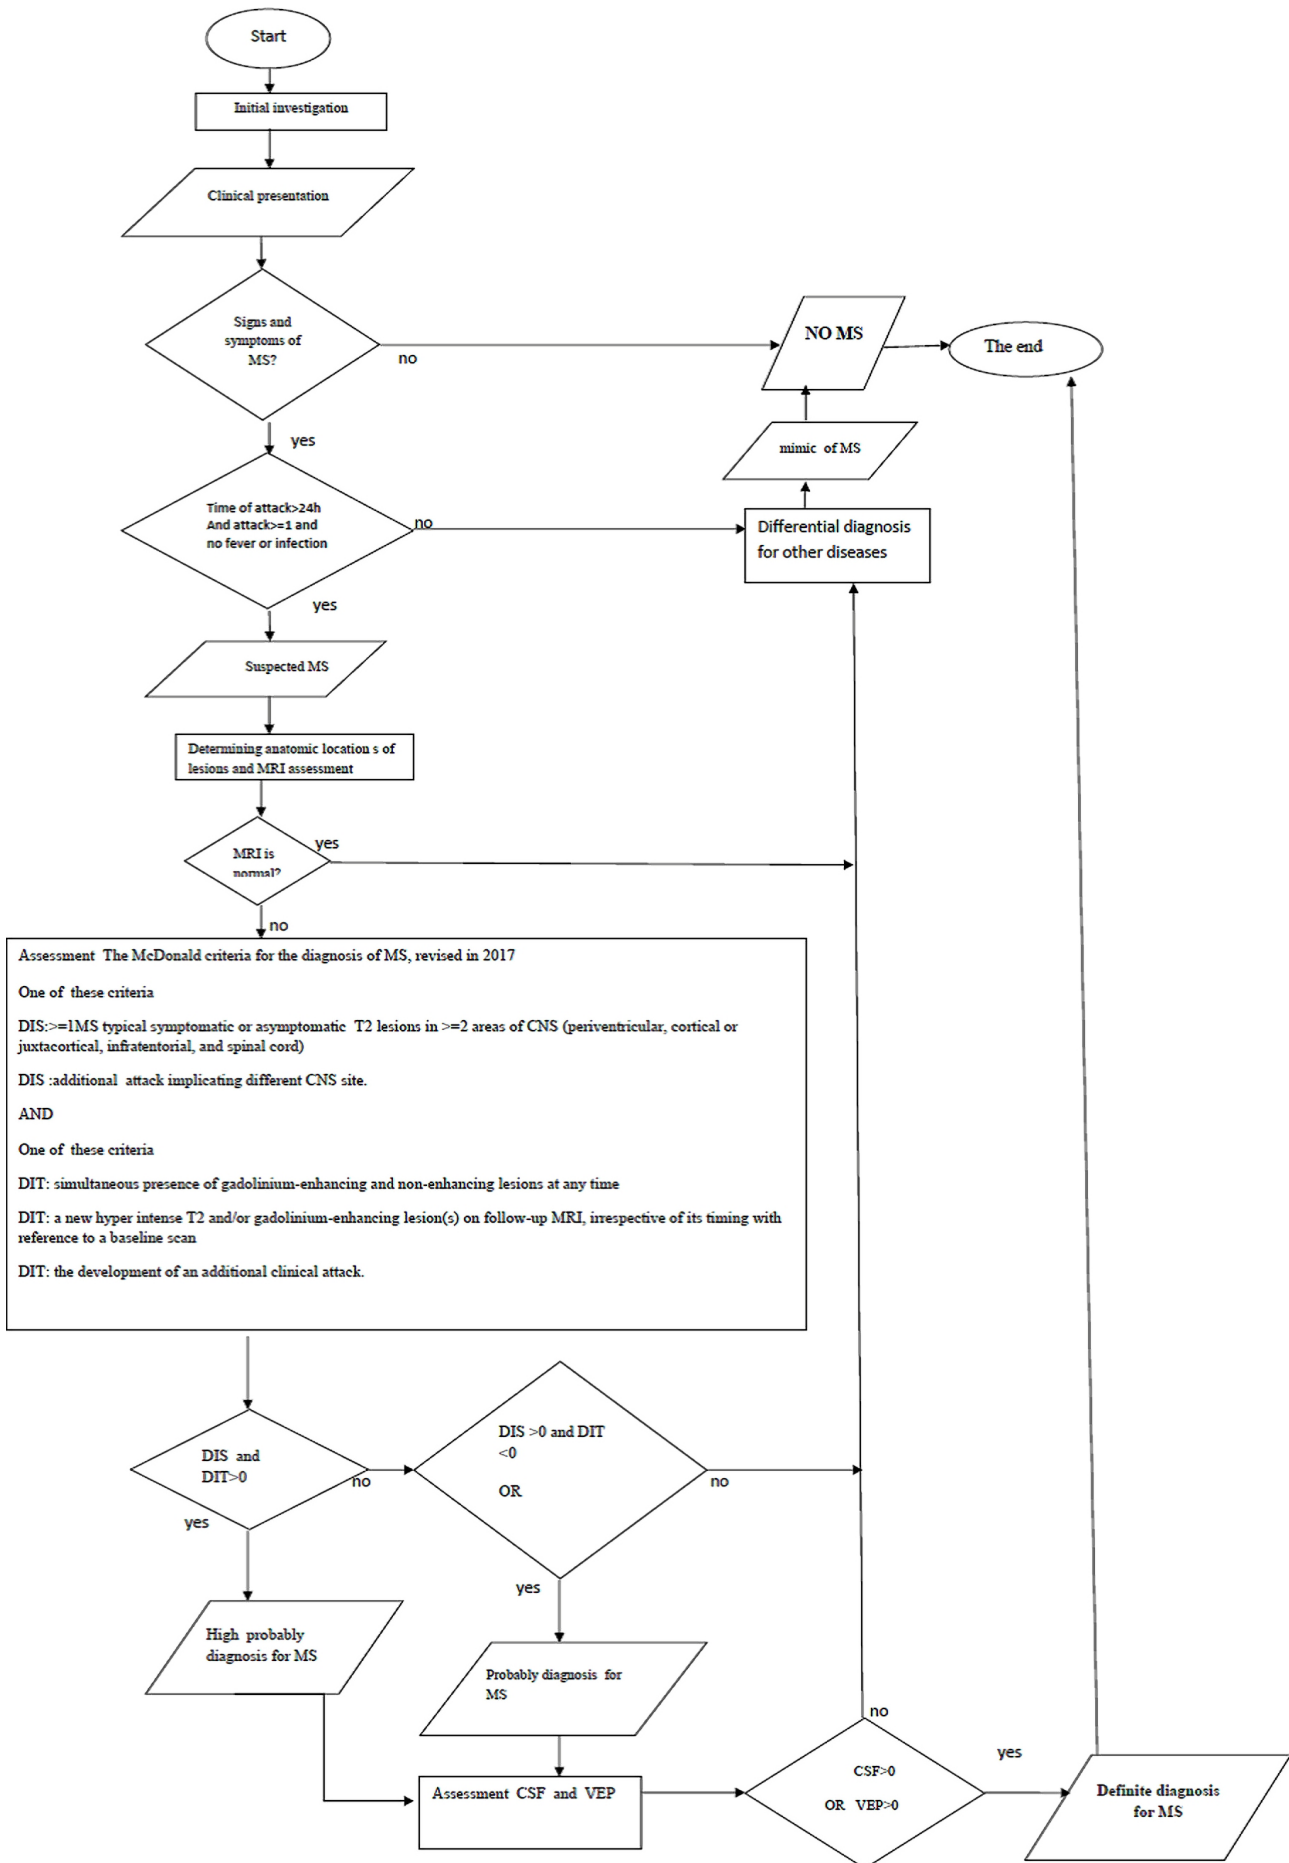 Start
Initial investigation
Clinical presentation
Signs and
symptoms of
MS?
no
NO MS
The end
yes
mimic of MS
Time of attack>24h
And attack>=1 and
no fever or infection
no
Differential diagnosis
for other diseases
yes
Suspected MS
Determining anatomic location s of
lesions and MRI assessment
MRI is
normal?
yes
no
Assessment The McDonald criteria for the diagnosis of MS, revised in 2017
One of these criteria
DIS:>=1MS typical symptomatic or asymptomatic T2 lesions in >=2 areas of CNS (periventricular, cortical or
juxtacortical, infratentorial, and spinal cord)
DIS :additional attack implicating different CNS site.
AND
One of these criteria
DIT: simultaneous presence of gadolinium-enhancing and non-enhancing lesions at any time
DIT: a new hyper intense T2 and/or gadolinium-enhancing lesion(s) on follow-up MRI, irrespective of its timing with
reference to a baseline scan
DIT: the development of an additional clinical attack.
DIS and
DIT>0
no
yes
DIS >0 and DIT
<0
OR
no
yes
High probably
diagnosis for MS
Probably diagnosis for
MS
Assessment CSF and VEP
no
CSF>0
OR VEP>0
yes
Definite diagnosis
for MS